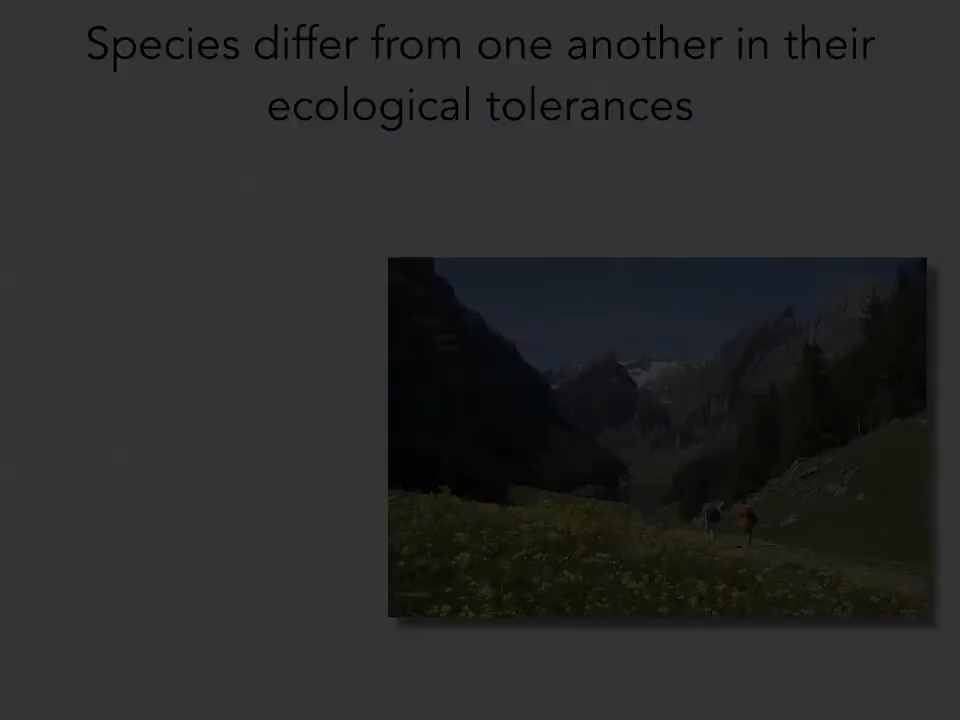 Species differ from one another in their
ecological tolerances